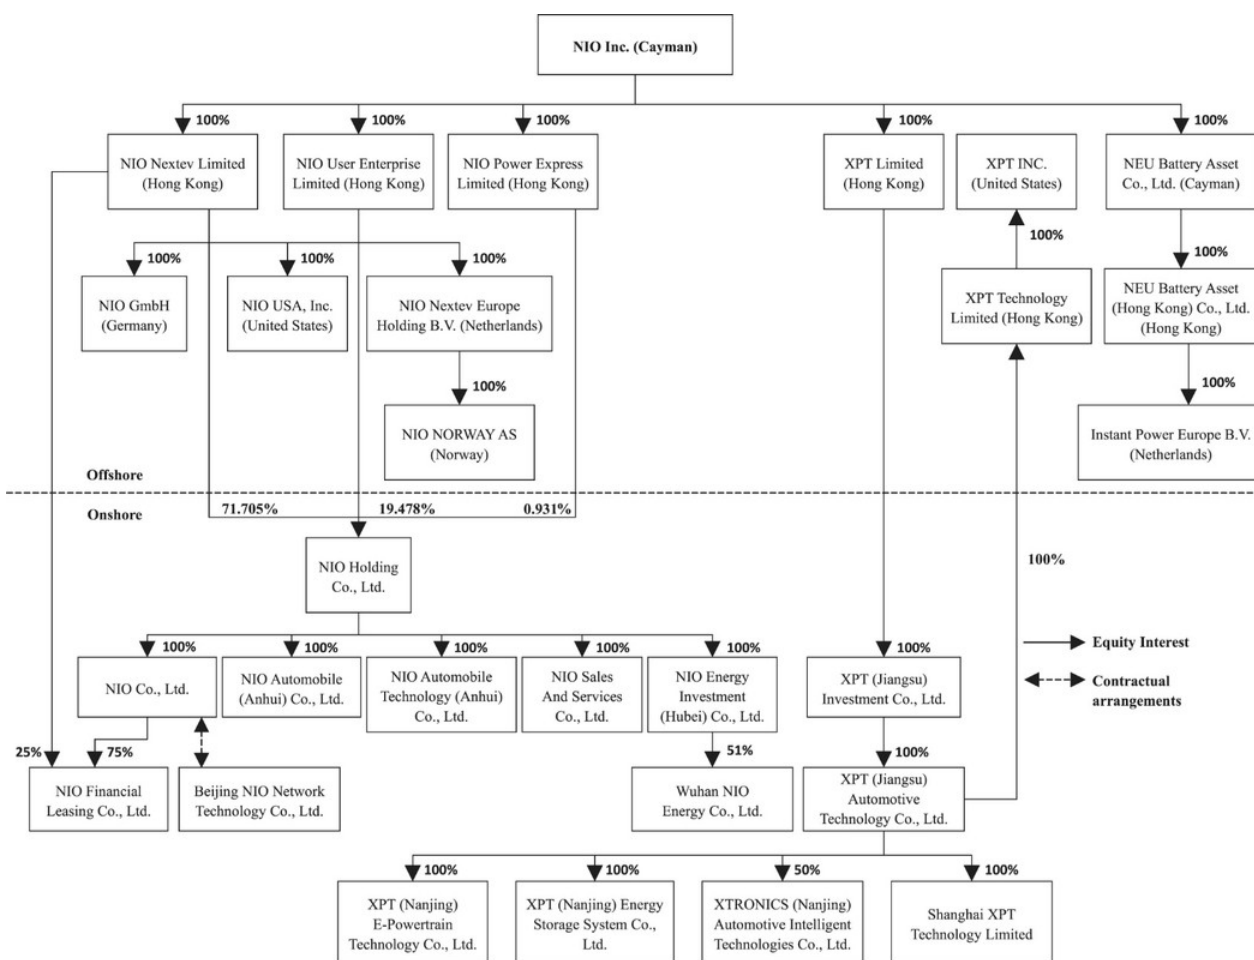 NIO Inc. (Cayman)
100%
100%
100%
100%
100%
NIO Nextev Limited
(Hong Kong)
NIO User Enterprise
Limited (Hong Kong)
NIO Power Express
Limited (Hong Kong)
XPT Limited
(Hong Kong)
XPT INC.
(United States)
NEU Battery Asset
Co., Ltd. (Cayman)
100%
100%
100%
100%
100%
NIO GmbH
(Germany)
NIO USA, Inc.
(United States)
NIO Nextev Europe
Holding B.V. (Netherlands)
XPT Technology
Limited (Hong Kong)
NEU Battery Asset
(Hong Kong) Co., Ltd.
(Hong Kong)
100%
100%
NIO NORWAY AS
(Norway)
Instant Power Europe B.V.
(Netherlands)
Offshore
Onshore
71.705%
19.478%
0.931%
NIO Holding
Co., Ltd.
100%
Equity Interest
Contractual
arrangements
100%
100%
100%
100%
100%
100%
NIO Co., Ltd.
NIO Automobile
(Anhui) Co., Ltd.
NIO Automobile
Technology (Anhui)
Co., Ltd.
NIO Sales
And Services
Co., Ltd.
NIO Energy
Investment
(Hubei) Co., Ltd.
XPT (Jiangsu)
Investment Co., Ltd.
25%
75%
51%
100%
NIO Financial
Leasing Co., Ltd.
Beijing NIO Network
Technology Co., Ltd.
Wuhan NIO
Energy Co., Ltd.
XPT (Jiangsu)
Automotive
Technology Co., Ltd.
100%
100%
50%
100%
XPT (Nanjing)
E-Powertrain
Technology Co., Ltd.
XPT (Nanjing) Energy
Storage System Co.,
Ltd.
XTRONICS (Nanjing)
Automotive Intelligent
Technologies Co., Ltd.
Shanghai XPT
Technology Limited